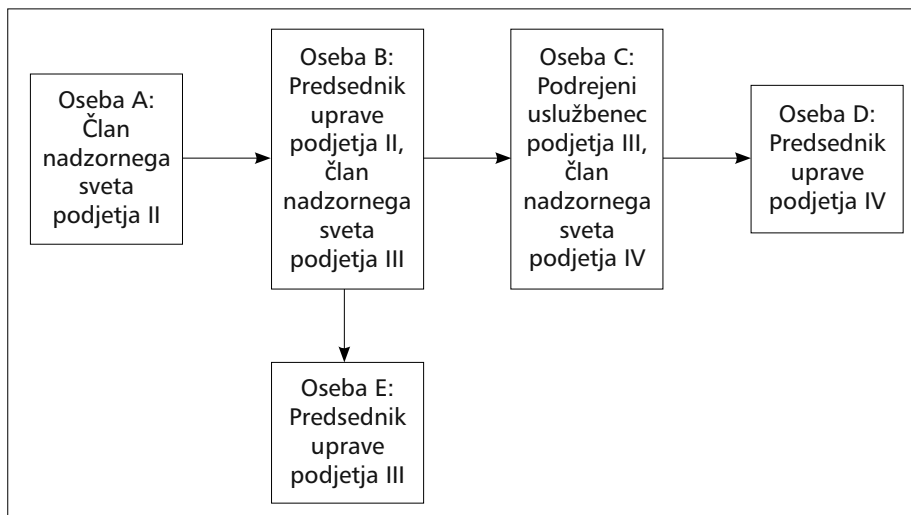 Oseba A:
Član
nadzornega
sveta
podjetja II
Oseba B:
Predsednik
uprave
podjetja II,
član
nadzornega
sveta
podjetja III
Oseba C:
Podrejeni
uslužbenec
podjetja III,
član
nadzornega
sveta
podjetja IV
Oseba D:
Predsednik
uprave
podjetja IV
Oseba E:
Predsednik
uprave
podjetja III